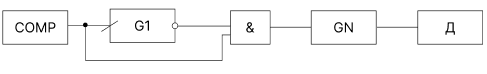 COMP G1 & GN Д